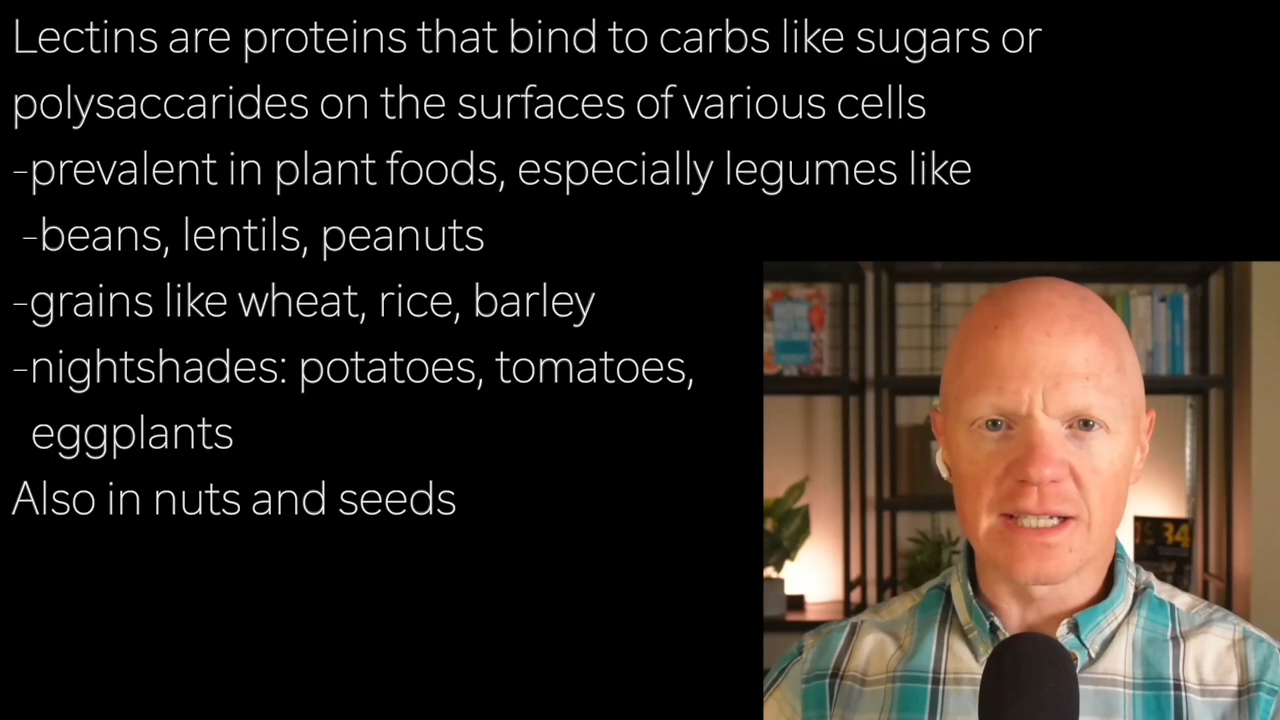 Lectins are proteins that bind to carbs like sugars or
polysaccarides on the surfaces of various cells
-prevalent in plant foods, especially legumes like
-beans, lentils, peanuts
-grains like wheat, rice, barley
-nightshades: potatoes, tomatoes,
eggplants
Also in nuts and seeds